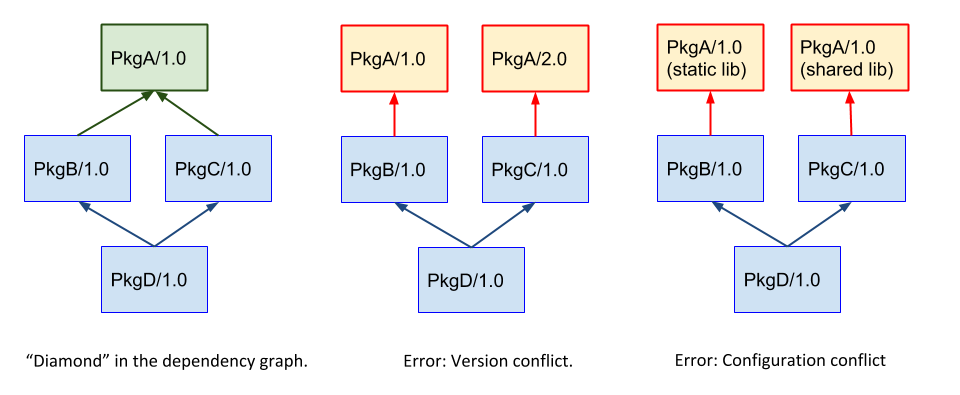 PkgA/1.0
PkgB/1.0
PkgC/1.0
PkgD/1.0
“Diamond” in the dependency graph.
PkgA/1.0
PkgA/2.0
PkgB/1.0
PkgC/1.0
PkgD/1.0
Error: Version conflict.
PkgA/1.0
(static lib)
PkgA/1.0
(shared lib)
PkgB/1.0
PkgC/1.0
PkgD/1.0
Error: Configuration conflict